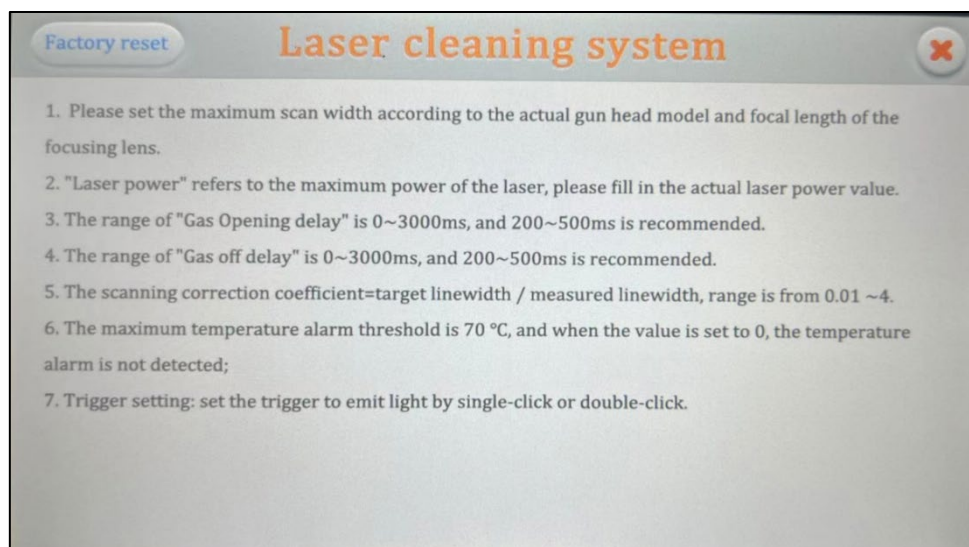 Factory reset
Laser cleaning system
1. Please set the maximum scan width according to the actual gun head model and focal length of the
focusing lens.
2. "Laser power" refers to the maximum power of the laser, please fill in the actual laser power value.
3. The range of "Gas Opening delay" is 0~3000ms, and 200~500ms is recommended.
4. The range of "Gas off delay" is 0~3000ms, and 200~500ms is recommended.
5. The scanning correction coefficient=target linewidth / measured linewidth, range is from 0.01 ~4.
6. The maximum temperature alarm threshold is 70 ℃, and when the value is set to 0, the temperature
alarm is not detected;
7. Trigger setting: set the trigger to emit light by single-click or double-click.